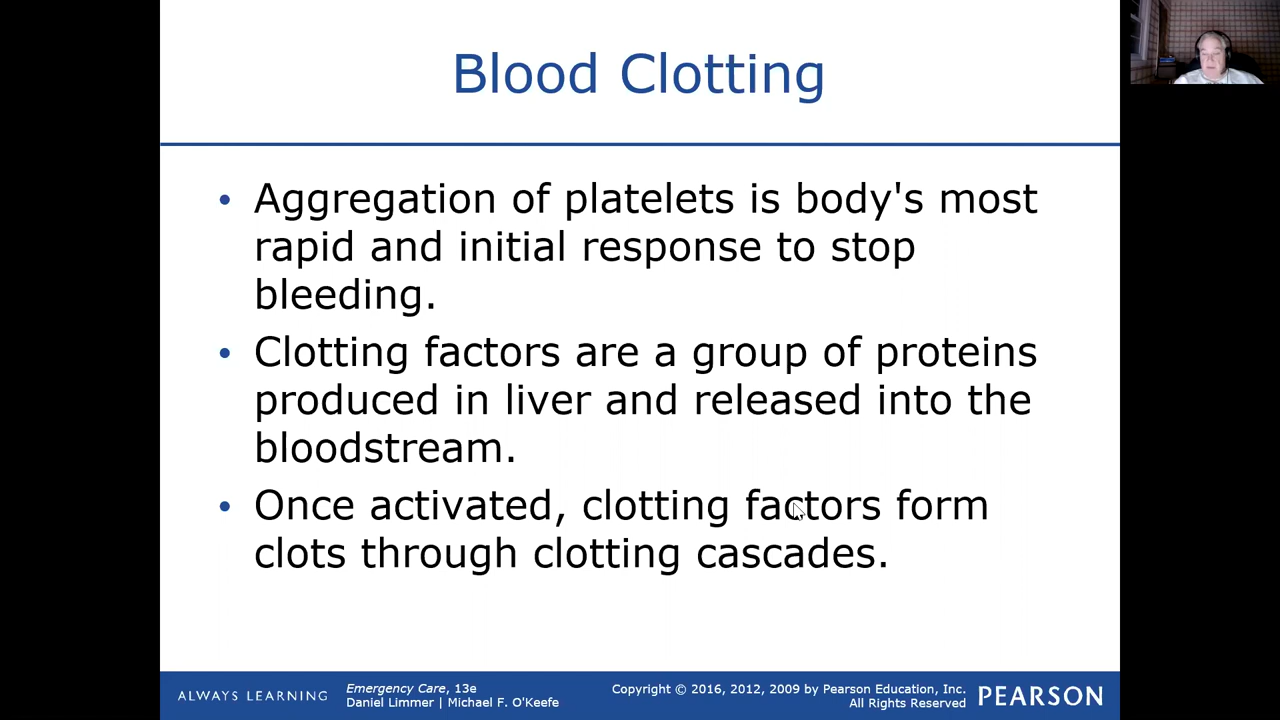 Blood Clotting
• Aggregation of platelets is body's most
rapid and initial response to stop
bleeding.
• Clotting factors are a group of proteins
produced in liver and released into the
bloodstream.
• Once activated, clotting factors form
clots through clotting cascades.
ALWAYS LEARNING
Emergency Care, 13e
Daniel Limmer | Michael F. O'Keefe
Copyright © 2016, 2012, 2009 by Pearson Education, Inc.
All Rights Reserved
PEARSON